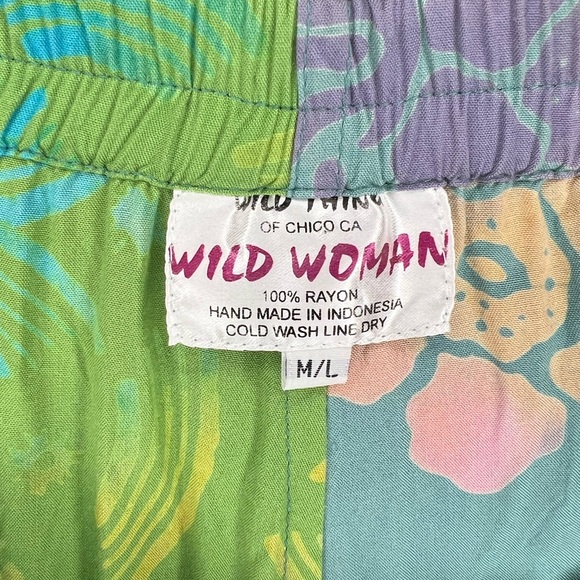 WILD THING
OF CHICO CA
WILD WOMAN
100% RAYON
HAND MADE IN INDONESIA
COLD WASH LINE DRY
M/L